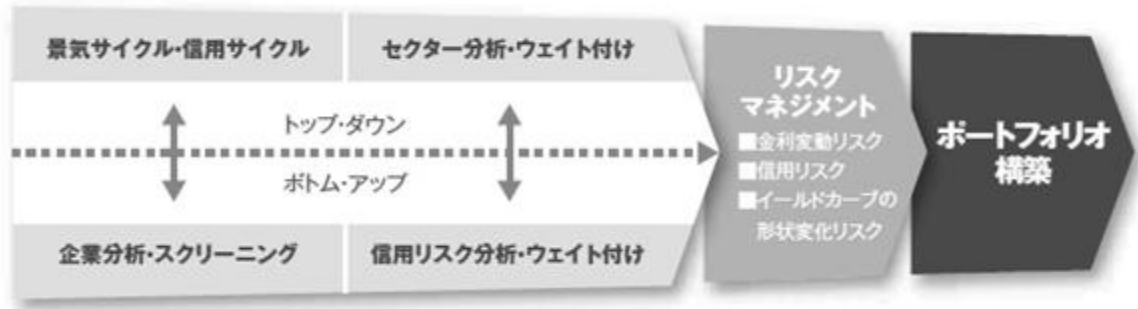 景気サイクル・信用サイクル
セクター分析・ウェイト付け
トップ・ダウン
ボトム・アップ
企業分析・スクリーニング
信用リスク分析・ウェイト付け
リスク
マネジメント
■金利変動リスク
■信用リスク
■イールドカーブの
形状変化リスク
ポートフォリオ
構築